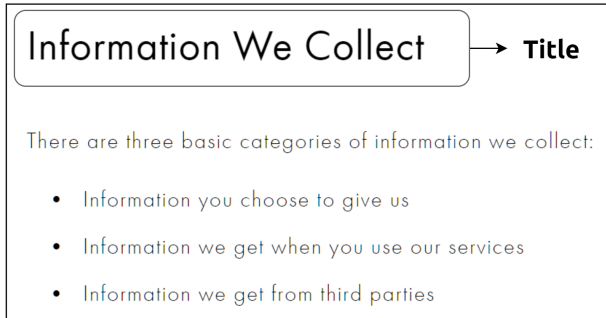 Information We Collect → Title
There are three basic categories of information we collect:
• Information you choose to give us
• Information we get when you use our services
• Information we get from third parties